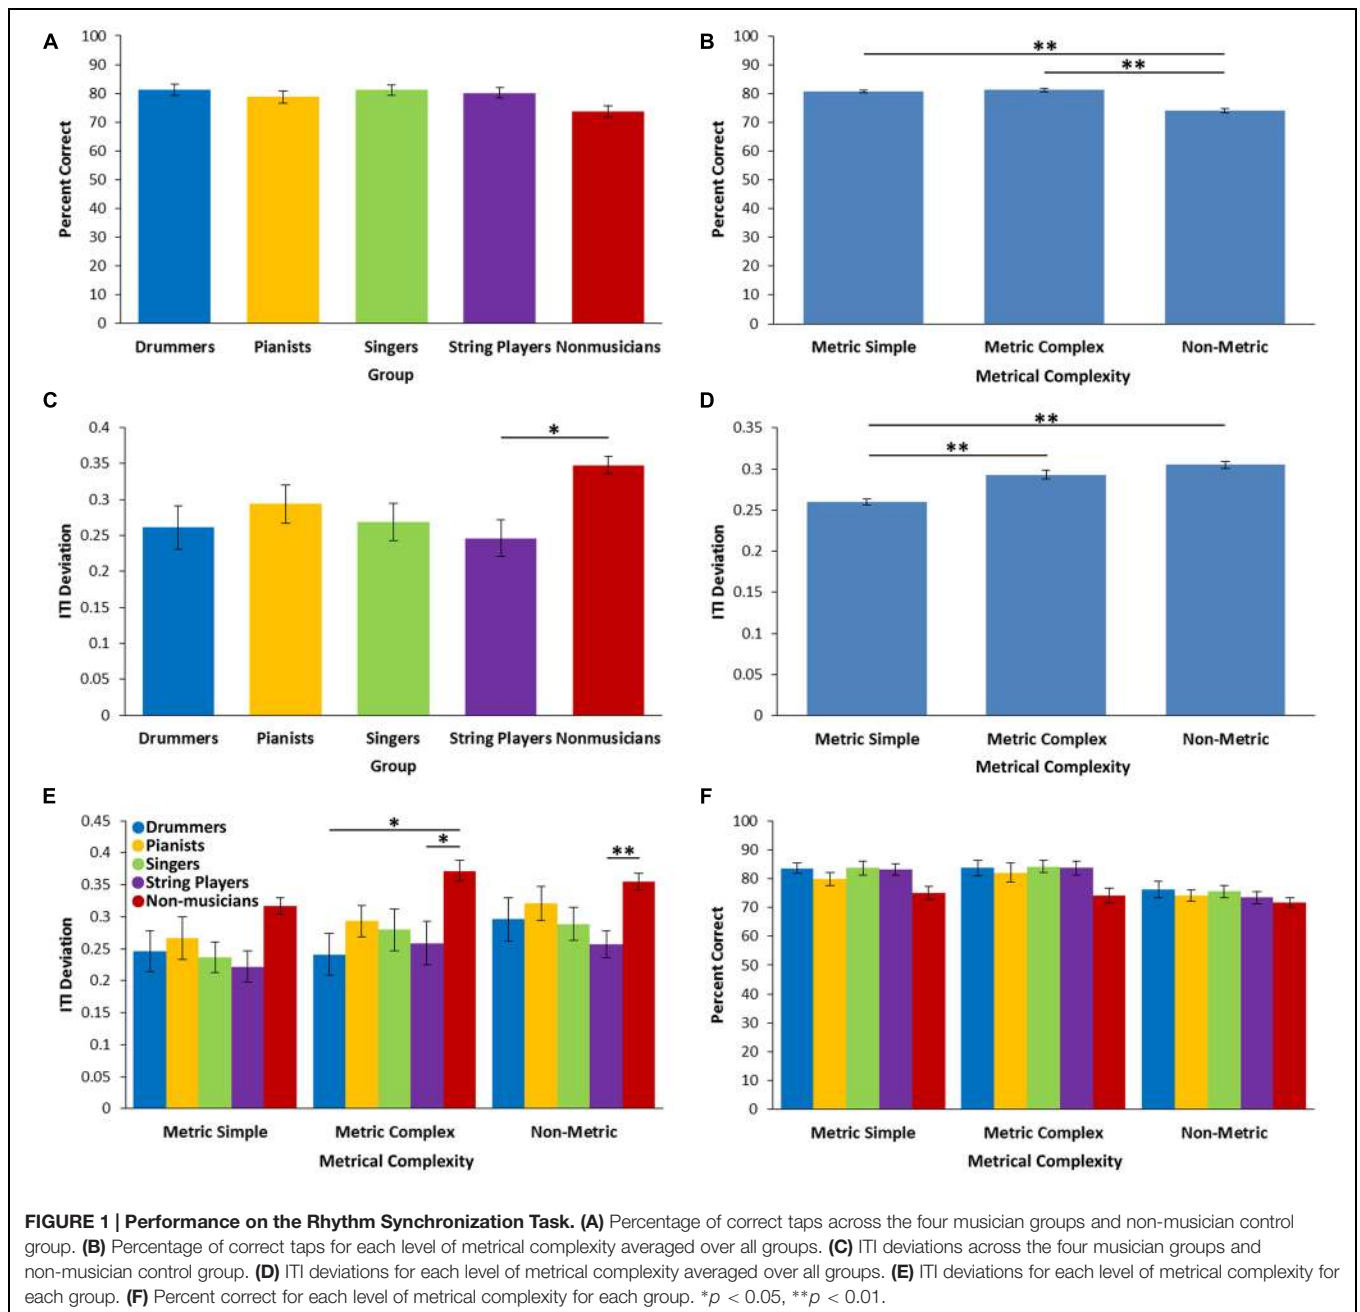 A
100
90
80
70
60
50
40
30
20
10
0
Percent Correct
Drummers Pianists Singers String Players Nonmusicians
Group
B
100
90
80
70
60
50
40
30
20
10
0
Percent Correct
**
**
Metric Simple Metric Complex Non-Metric
Metrical Complexity
C
0.4
0.35
0.3
0.25
0.2
0.15
0.1
0.05
0
ITI Deviation
*
Drummers Pianists Singers String Players Nonmusicians
Group
D
0.35
0.3
0.25
0.2
0.15
0.1
0.05
0
ITI Deviation
**
**
Metric Simple Metric Complex Non-Metric
Metrical Complexity
E
0.45
0.4
0.35
0.3
0.25
0.2
0.15
0.1
0.05
0
ITI Deviation
Drummers
Pianists
Singers
String Players
Non-musicians
*
*
**
Metric Simple Metric Complex Non-Metric
Metrical Complexity
F
100
90
80
70
60
50
40
30
20
10
0
Percent Correct
Metric Simple Metric Complex Non-Metric
Metrical Complexity
FIGURE 1 | Performance on the Rhythm Synchronization Task. (A) Percentage of correct taps across the four musician groups and non-musician control
group. (B) Percentage of correct taps for each level of metrical complexity averaged over all groups. (C) ITI deviations across the four musician groups and
non-musician control group. (D) ITI deviations for each level of metrical complexity averaged over all groups. (E) ITI deviations for each level of metrical complexity for
each group. (F) Percent correct for each level of metrical complexity for each group. *p < 0.05, **p < 0.01.